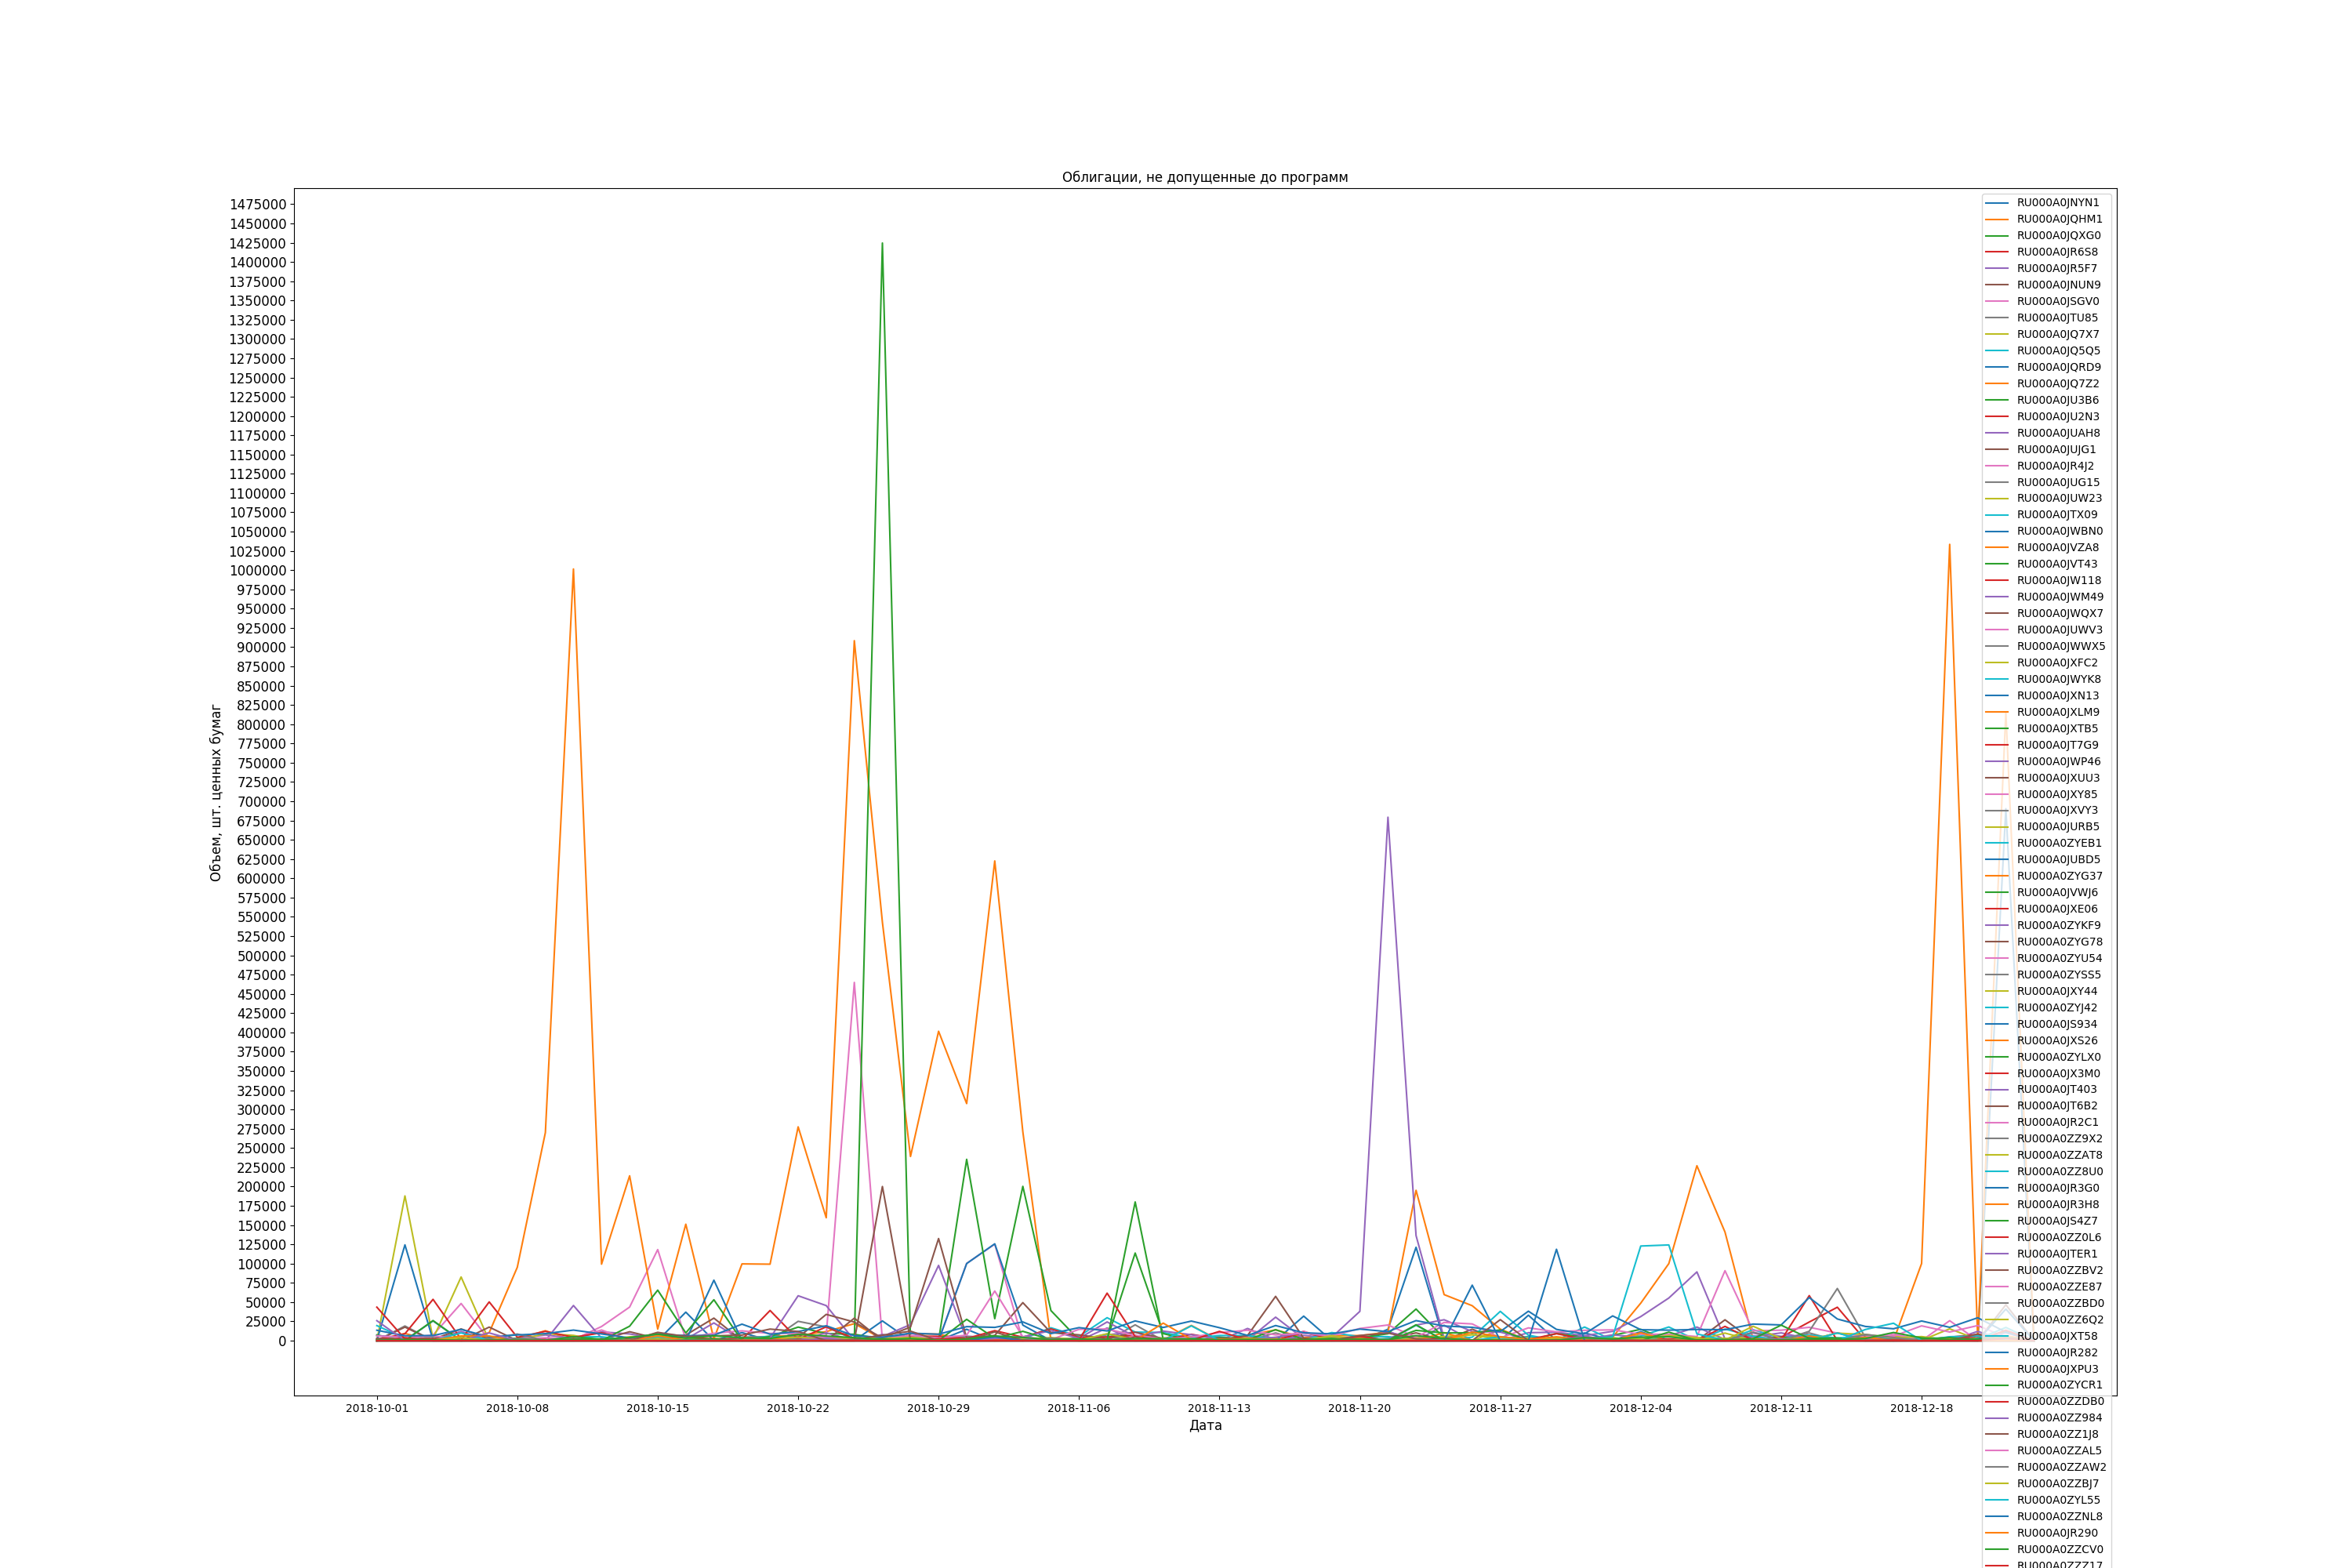 Облигации, не допущенные до программ
Объем, шт. ценных бумаг
1475000
1450000
1425000
1400000
1375000
1350000
1325000
1300000
1275000
1250000
1225000
1200000
1175000
1150000
1125000
1100000
1075000
1050000
1025000
1000000
975000
950000
925000
900000
875000
850000
825000
800000
775000
750000
725000
700000
675000
650000
625000
600000
575000
550000
525000
500000
475000
450000
425000
400000
375000
350000
325000
300000
275000
250000
225000
200000
175000
150000
125000
100000
75000
50000
25000
0
2018-10-01 2018-10-08 2018-10-15 2018-10-22 2018-10-29 2018-11-06 2018-11-13 2018-11-20 2018-11-27 2018-12-04 2018-12-11 2018-12-18
Дата
RU000A0JNYN1
RU000A0JQHM1
RU000A0JQXG0
RU000A0JR6S8
RU000A0JR5F7
RU000A0JNUN9
RU000A0JSGV0
RU000A0JTU85
RU000A0JQ7X7
RU000A0JQ5Q5
RU000A0JQRD9
RU000A0JQ7Z2
RU000A0JU3B6
RU000A0JU2N3
RU000A0JUAH8
RU000A0JUJG1
RU000A0JR4J2
RU000A0JUG15
RU000A0JUW23
RU000A0JTX09
RU000A0JWBN0
RU000A0JVZA8
RU000A0JVT43
RU000A0JW118
RU000A0JWM49
RU000A0JWQX7
RU000A0JUWV3
RU000A0JWWX5
RU000A0JXFC2
RU000A0JWYK8
RU000A0JXN13
RU000A0JXLM9
RU000A0JXTB5
RU000A0JT7G9
RU000A0JWP46
RU000A0JXUU3
RU000A0JXY85
RU000A0JXVY3
RU000A0JURB5
RU000A0ZYEB1
RU000A0JUBD5
RU000A0ZYG37
RU000A0JVWJ6
RU000A0JXE06
RU000A0ZYKF9
RU000A0ZYG78
RU000A0ZYU54
RU000A0ZYSS5
RU000A0JXY44
RU000A0ZYJ42
RU000A0JS934
RU000A0JXS26
RU000A0ZYLX0
RU000A0JX3M0
RU000A0JT403
RU000A0JT6B2
RU000A0JR2C1
RU000A0ZZ9X2
RU000A0ZZAT8
RU000A0ZZ8U0
RU000A0JR3G0
RU000A0JR3H8
RU000A0JS4Z7
RU000A0ZZ0L6
RU000A0JTER1
RU000A0ZZBV2
RU000A0ZZE87
RU000A0ZZBD0
RU000A0ZZ6Q2
RU000A0JXT58
RU000A0JR282
RU000A0JXPU3
RU000A0ZYCR1
RU000A0ZZDB0
RU000A0ZZ984
RU000A0ZZ1J8
RU000A0ZZAL5
RU000A0ZZAW2
RU000A0ZZBJ7
RU000A0ZYL55
RU000A0ZZNL8
RU000A0JR290
RU000A0ZZCV0
RU000A0ZZZ17